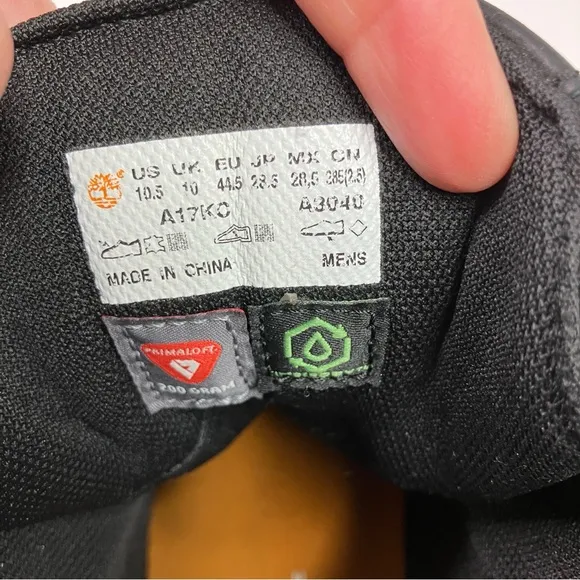 US UK EU JP MX CN
10.5 10 44.5 28.5 28.5 285(2.5)
A17KC A3040
MADE IN CHINA MENS
PRIMALOFT
200 GRAM